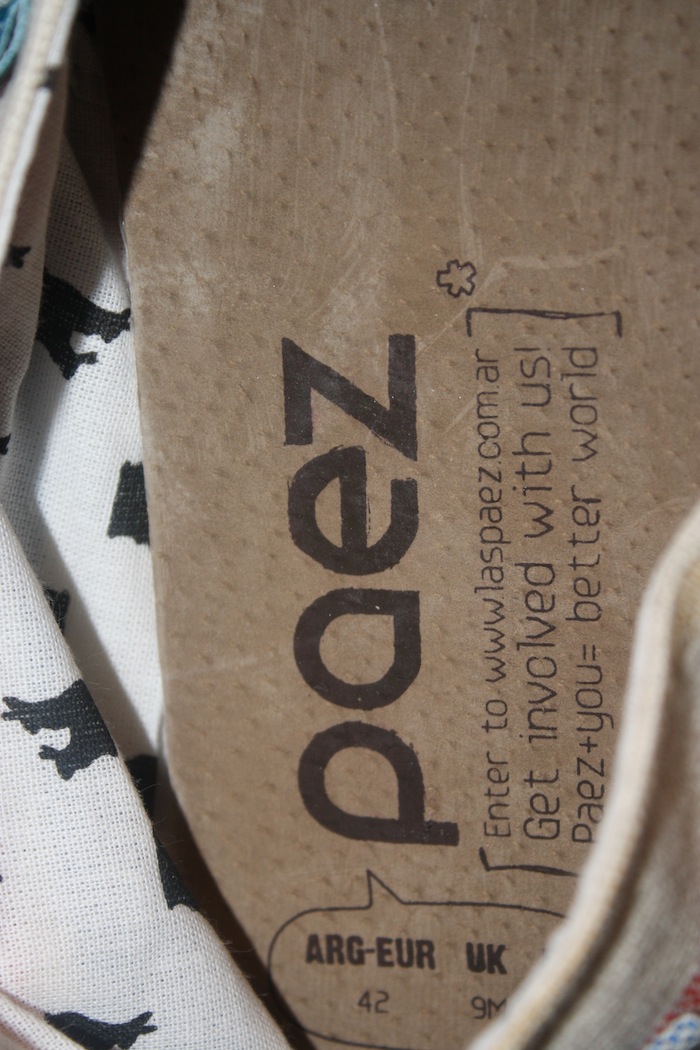 paez
Enter to www.laspaez.com.ar
Get involved with us!
Paez+you= better world
ARG-EUR UK
42 9M